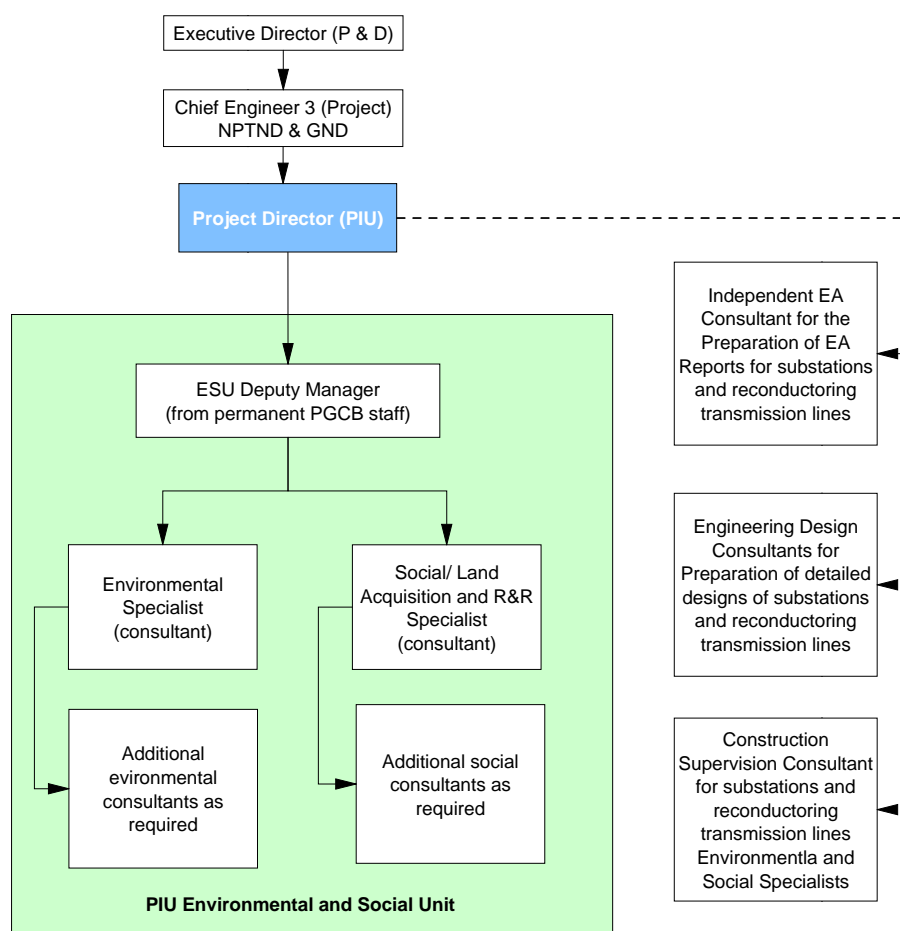 Executive Director (P & D)
Chief Engineer 3 (Project)
NPTND & GND
Project Director (PIU)
Independent EA
Consultant for the
Preparation of EA
Reports for substations
and reconductoring
transmission lines
ESU Deputy Manager
(from permanent PGCB staff)
Engineering Design
Consultants for
Preparation of detailed
designs of substations
and reconductoring
transmission lines
Environmental
Specialist
(consultant)
Social/ Land
Acquisition and R&R
Specialist
(consultant)
Additional
evironmental
consultants as
required
Additional social
consultants as
required
Construction
Supervision Consultant
for substations and
reconductoring
transmission lines
Environmentla and
Social Specialists
PIU Environmental and Social Unit